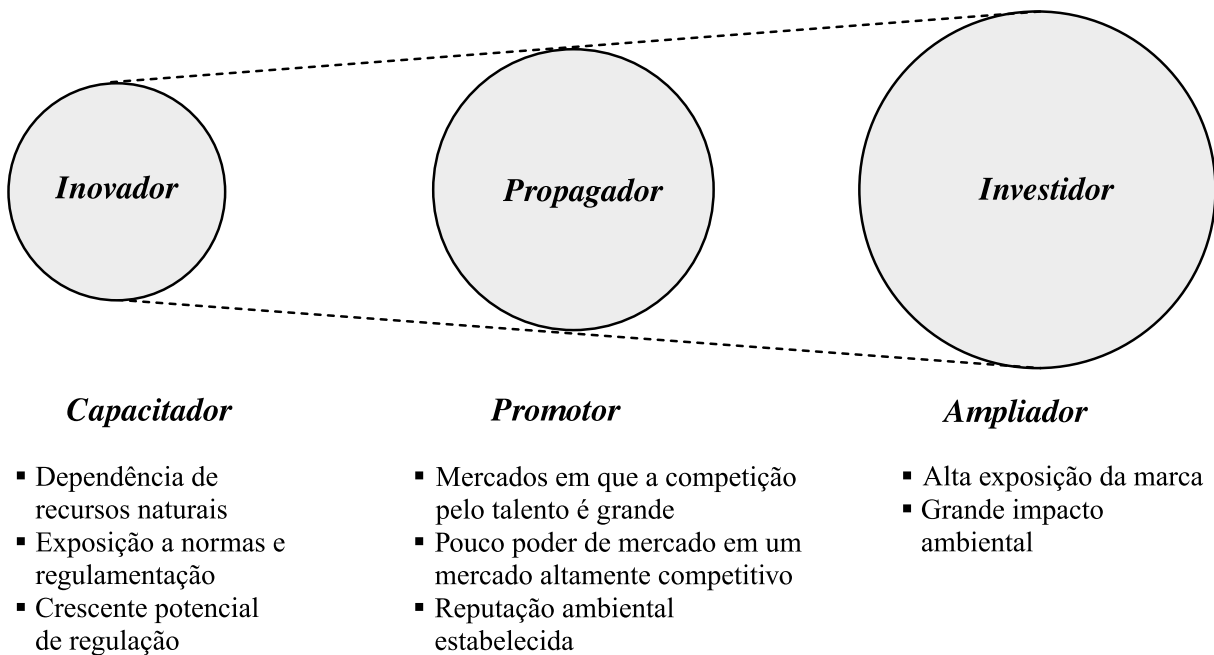 Inovador
Propagador
Investidor
Capacitador
▪ Dependência de
recursos naturais
▪ Exposição a normas e
regulamentação
▪ Crescente potencial
de regulação
Promotor
▪ Mercados em que a competição
pelo talento é grande
▪ Pouco poder de mercado em um
mercado altamente competitivo
▪ Reputação ambiental
estabelecida
Ampliador
▪ Alta exposição da marca
▪ Grande impacto
ambiental